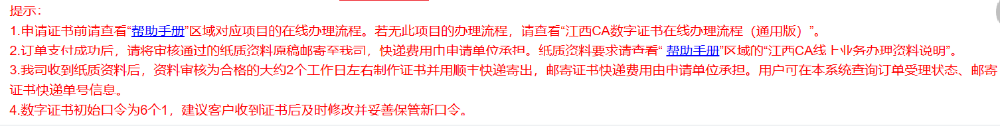 提示：
1.申请证书前请查看“帮助手册”区域对应项目的在线办理流程。若无此项目的办理流程，请查看“江西CA数字证书在线办理流程（通用版）”。
2.订单支付成功后，请将审核通过的纸质资料原稿邮寄至我司，快递费用由申请单位承担。纸质资料要求请查看“ 帮助手册”区域的“江西CA线上业务办理资料说明”。
3.我司收到纸质资料后，资料审核为合格的大约2个工作日左右制作证书并用顺丰快递寄出，邮寄证书快递费用由申请单位承担。用户可在本系统查询订单受理状态、邮寄
证书快递单号信息。
4.数字证书初始口令为6个1，建议客户收到证书后及时修改并妥善保管新口令。